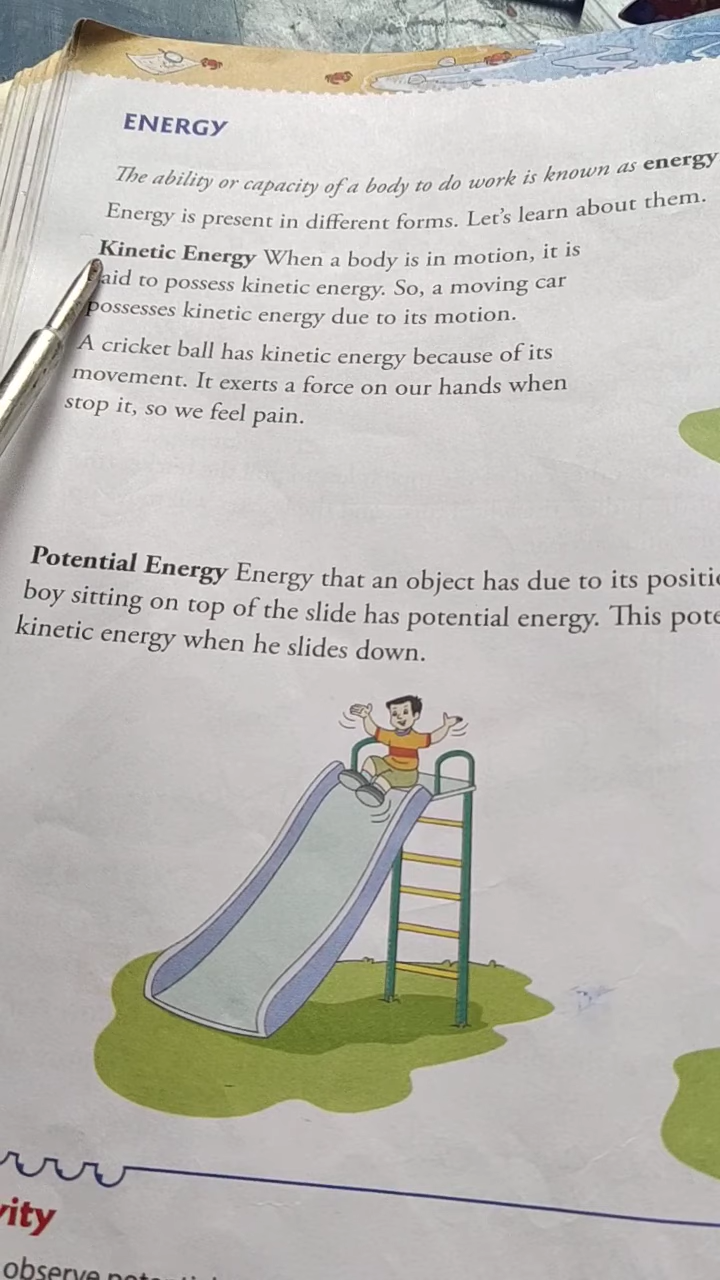 ENERGY
The ability or capacity of a body to do work is known as energy
Energy is present in different forms. Let's learn about them.
Kinetic Energy When a body is in motion, it is
aid to possess kinetic energy. So, a moving car
possesses kinetic energy due to its motion.
A cricket ball has kinetic energy because of its
movement. It exerts a force on our hands when
stop it, so we feel pain.
Potential Energy Energy that an object has due to its
boy sitting on top of the slide has potential energy. This
kinetic energy when he slides down.
observe